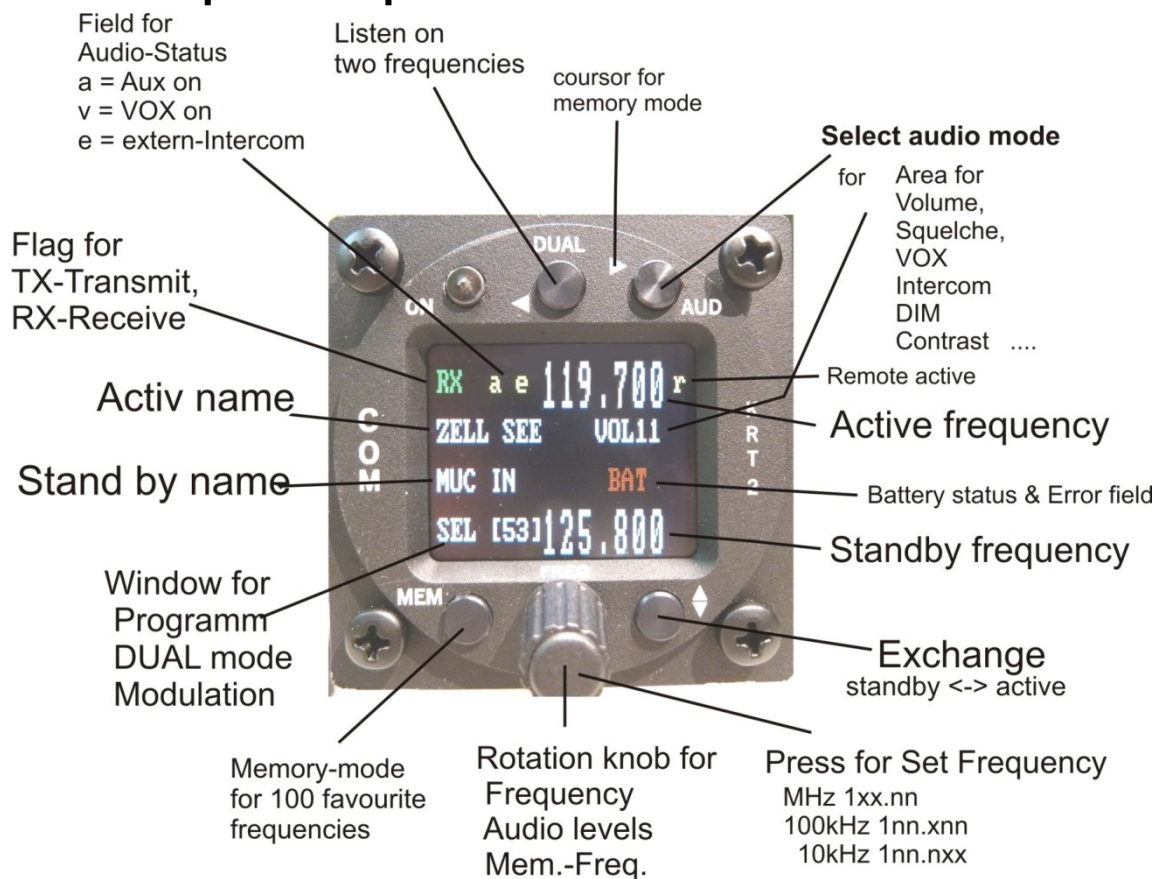 Field for
Audio-Status
a = Aux on
v = VOX on
e = extern-Intercom
Listen on
two frequencies
coursor for
memory mode
Select audio mode
for
Area for
Volume,
Squelche,
VOX
Intercom
DIM
Contrast ....
Flag for
TX-Transmit,
RX-Receive
DUAL
ON
AUD
RX a e 119.700 r
Remote active
Activ name
ZELL SEE VOL11
Active frequency
COM
KRT2
Stand by name
MUC IN BAT
Battery status & Error field
SEL [53] 125.800
Standby frequency
Window for
Programm
DUAL mode
Modulation
MEM
Exchange
standby <-> active
Memory-mode
for 100 favourite
frequencies
Rotation knob for
Frequency
Audio levels
Mem.-Freq.
Press for Set Frequency
MHz 1xx.nn
100kHz 1nn.xnn
10kHz 1nn.nxx